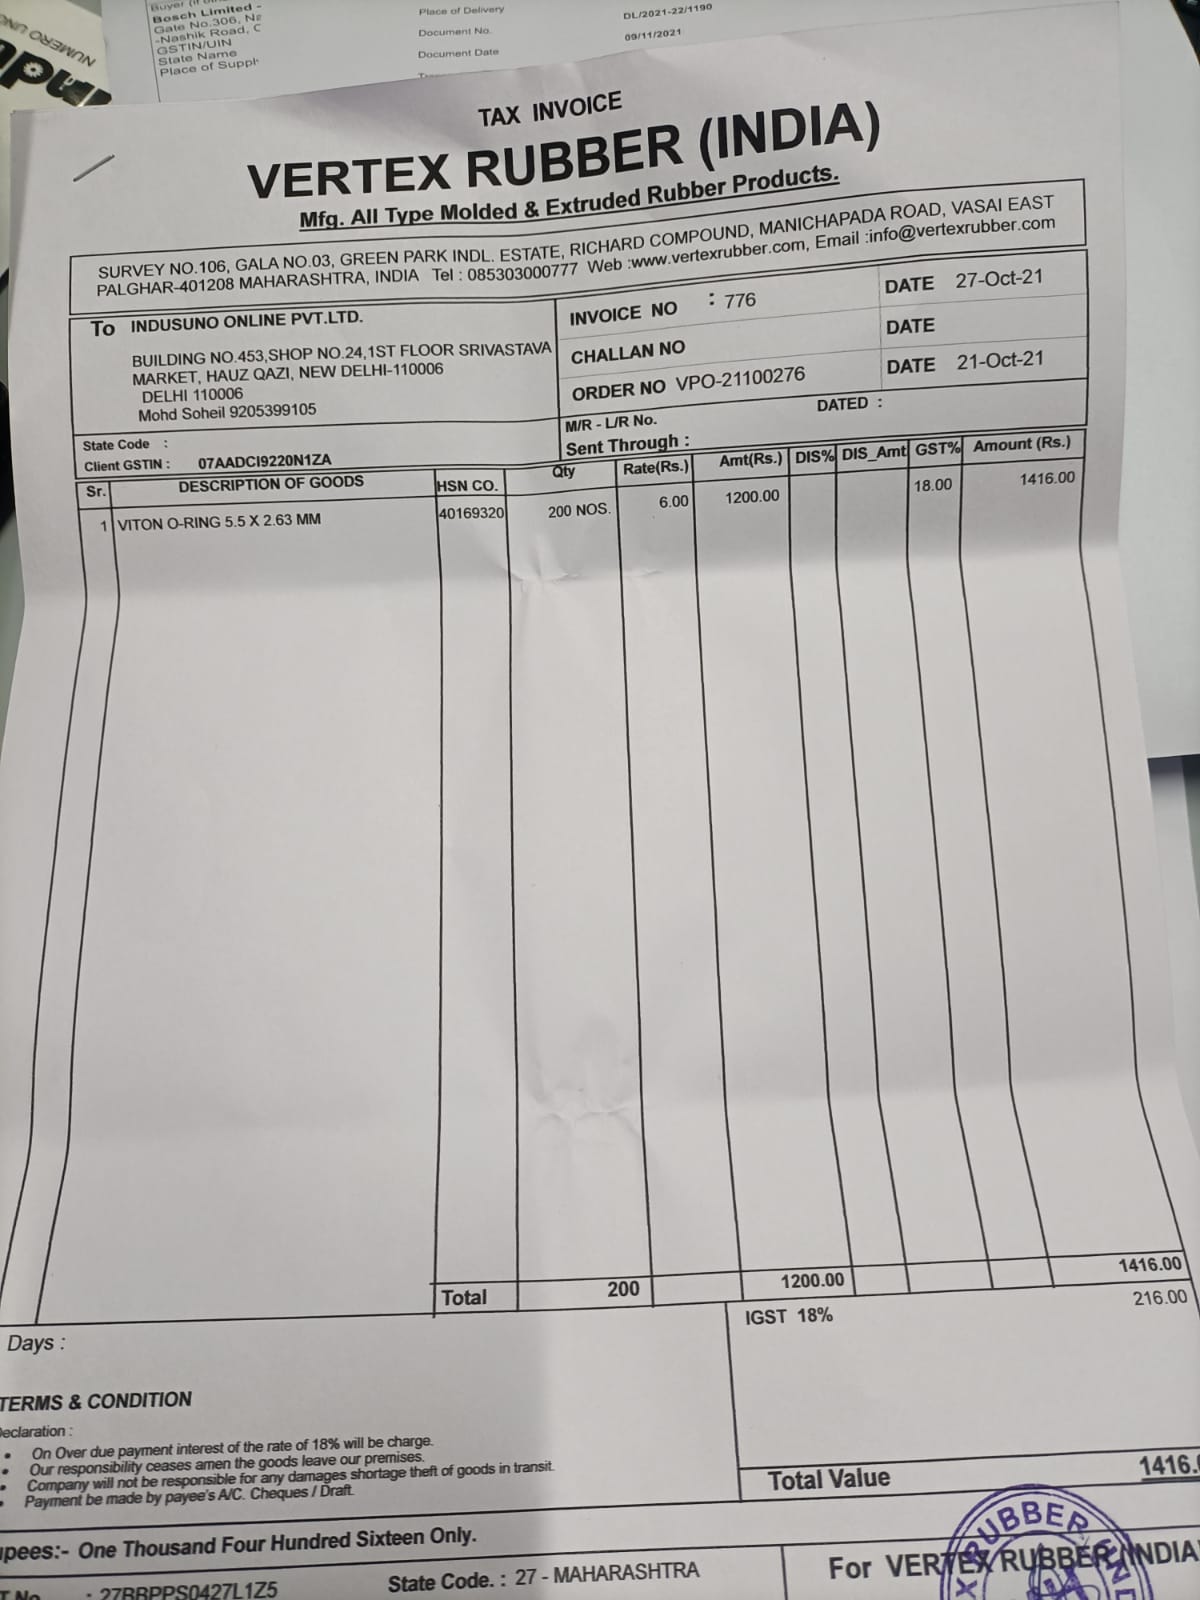 NUMERO UNO
Bosch Limited -
Gate No.306, Na
-Nashik Road, C
GSTIN/UIN
State Name
Place of Suppl
Place of Delivery
Document No.
Document Date
DL/2021-22/1190
09/11/2021
TAX INVOICE
VERTEX RUBBER (INDIA)
Mfg. All Type Molded & Extruded Rubber Products.
SURVEY NO.106, GALA NO.03, GREEN PARK INDL. ESTATE, RICHARD COMPOUND, MANICHAPADA ROAD, VASAI EAST
PALGHAR-401208 MAHARASHTRA, INDIA Tel : 085303000777 Web :www.vertexrubber.com, Email :info@vertexrubber.com
To INDUSUNO ONLINE PVT.LTD.
BUILDING NO.453,SHOP NO.24,1ST FLOOR SRIVASTAVA
MARKET, HAUZ QAZI, NEW DELHI-110006
DELHI 110006
Mohd Soheil 9205399105
State Code :
Client GSTIN : 07AADCI9220N1ZA
INVOICE NO : 776 DATE 27-Oct-21
CHALLAN NO DATE
ORDER NO VPO-21100276 DATE 21-Oct-21
M/R - L/R No. DATED :
Sent Through :
Sr. DESCRIPTION OF GOODS HSN CO. Qty Rate(Rs.) Amt(Rs.) DIS% DIS_Amt GST% Amount (Rs.)
1 VITON O-RING 5.5 X 2.63 MM 40169320 200 NOS. 6.00 1200.00 18.00 1416.00
Total 200 1200.00 1416.00
IGST 18% 216.00
Days :
TERMS & CONDITION
Declaration :
• On Over due payment interest of the rate of 18% will be charge.
• Our responsibility ceases amen the goods leave our premises.
• Company will not be responsible for any damages shortage theft of goods in transit.
• Payment be made by payee's A/C. Cheques / Draft.
Total Value 1416.0
upees:- One Thousand Four Hundred Sixteen Only.
T No : 27BBPPS0427L1Z5 State Code. : 27 - MAHARASHTRA
For VERTEX RUBBER (INDIA
X RUBBER IND